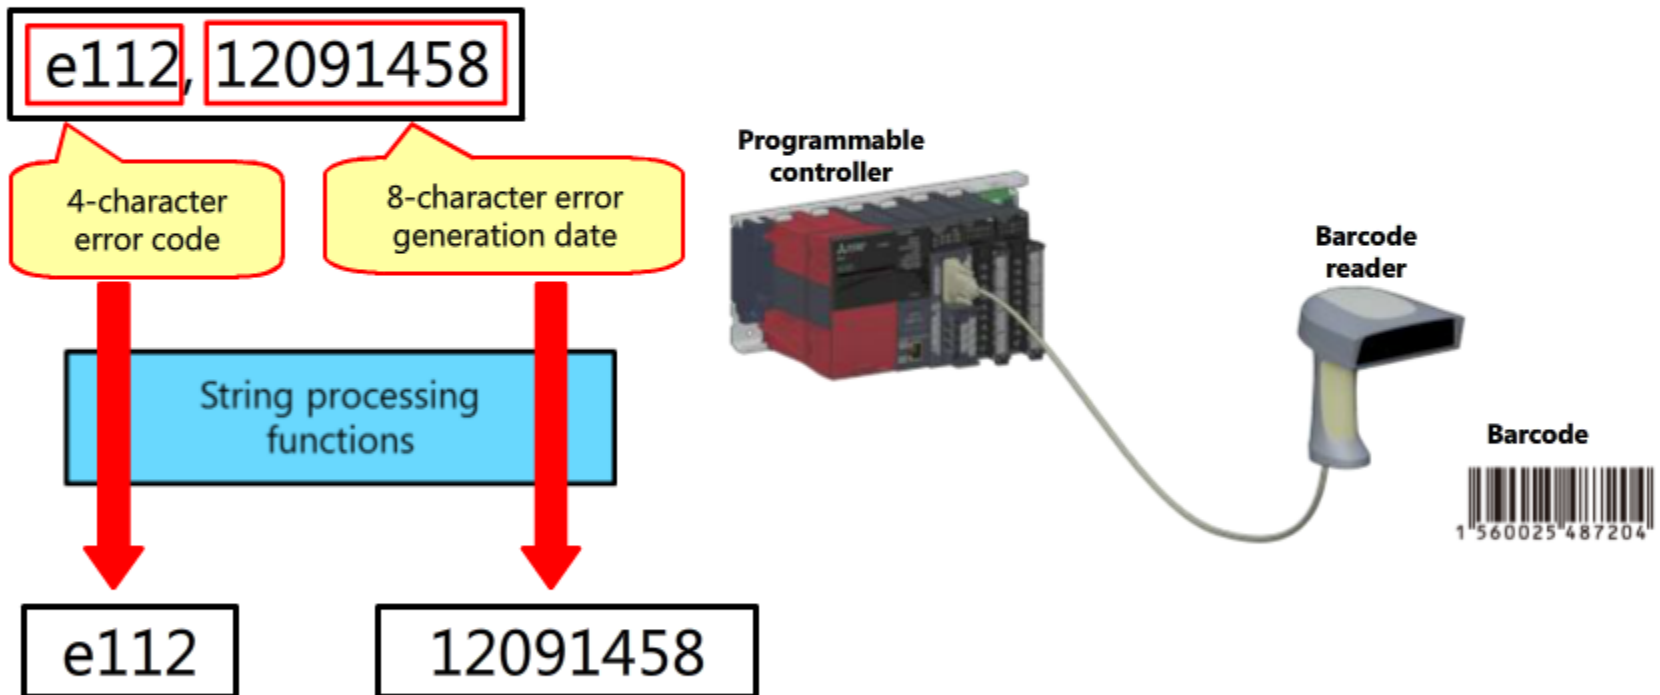 e112, 12091458
4-character
error code
8-character error
generation date
String processing
functions
e112
12091458
Programmable
controller
Barcode
reader
Barcode
1 560025 487204